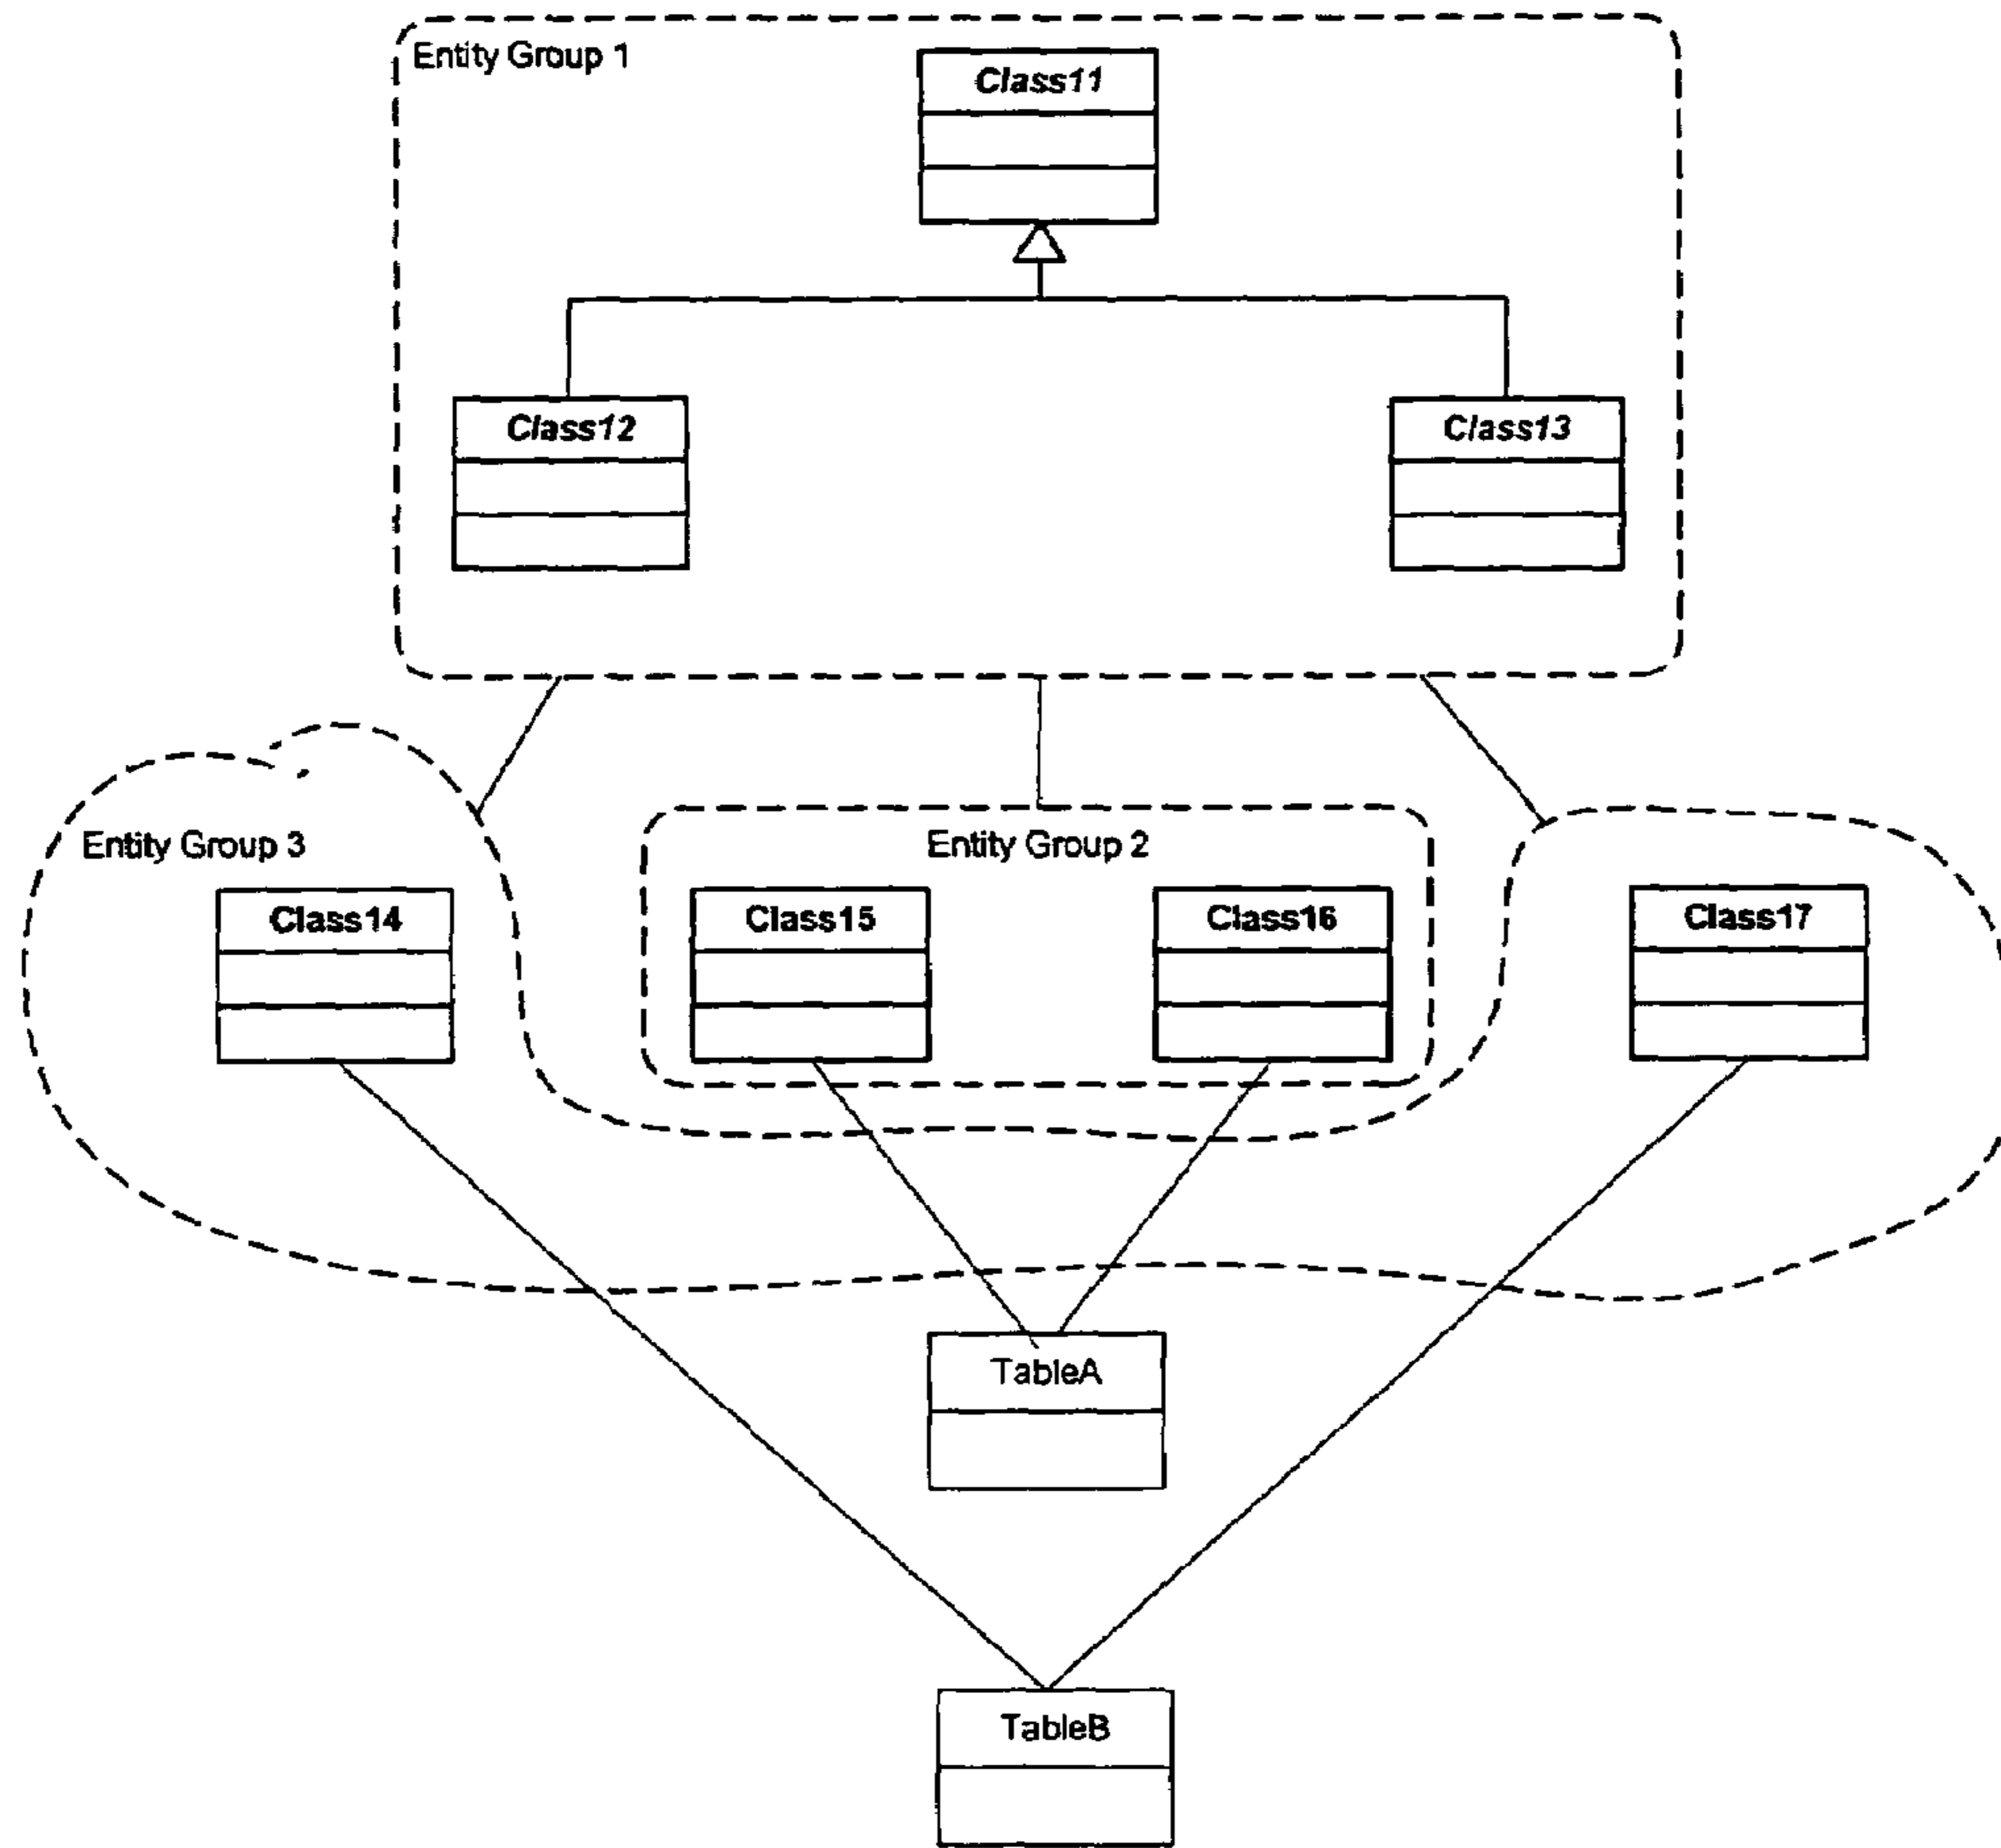 Entity Group 1
Class11
Class12
Class13
Entity Group 3
Entity Group 2
Class14
Class15
Class16
Class17
TableA
TableB